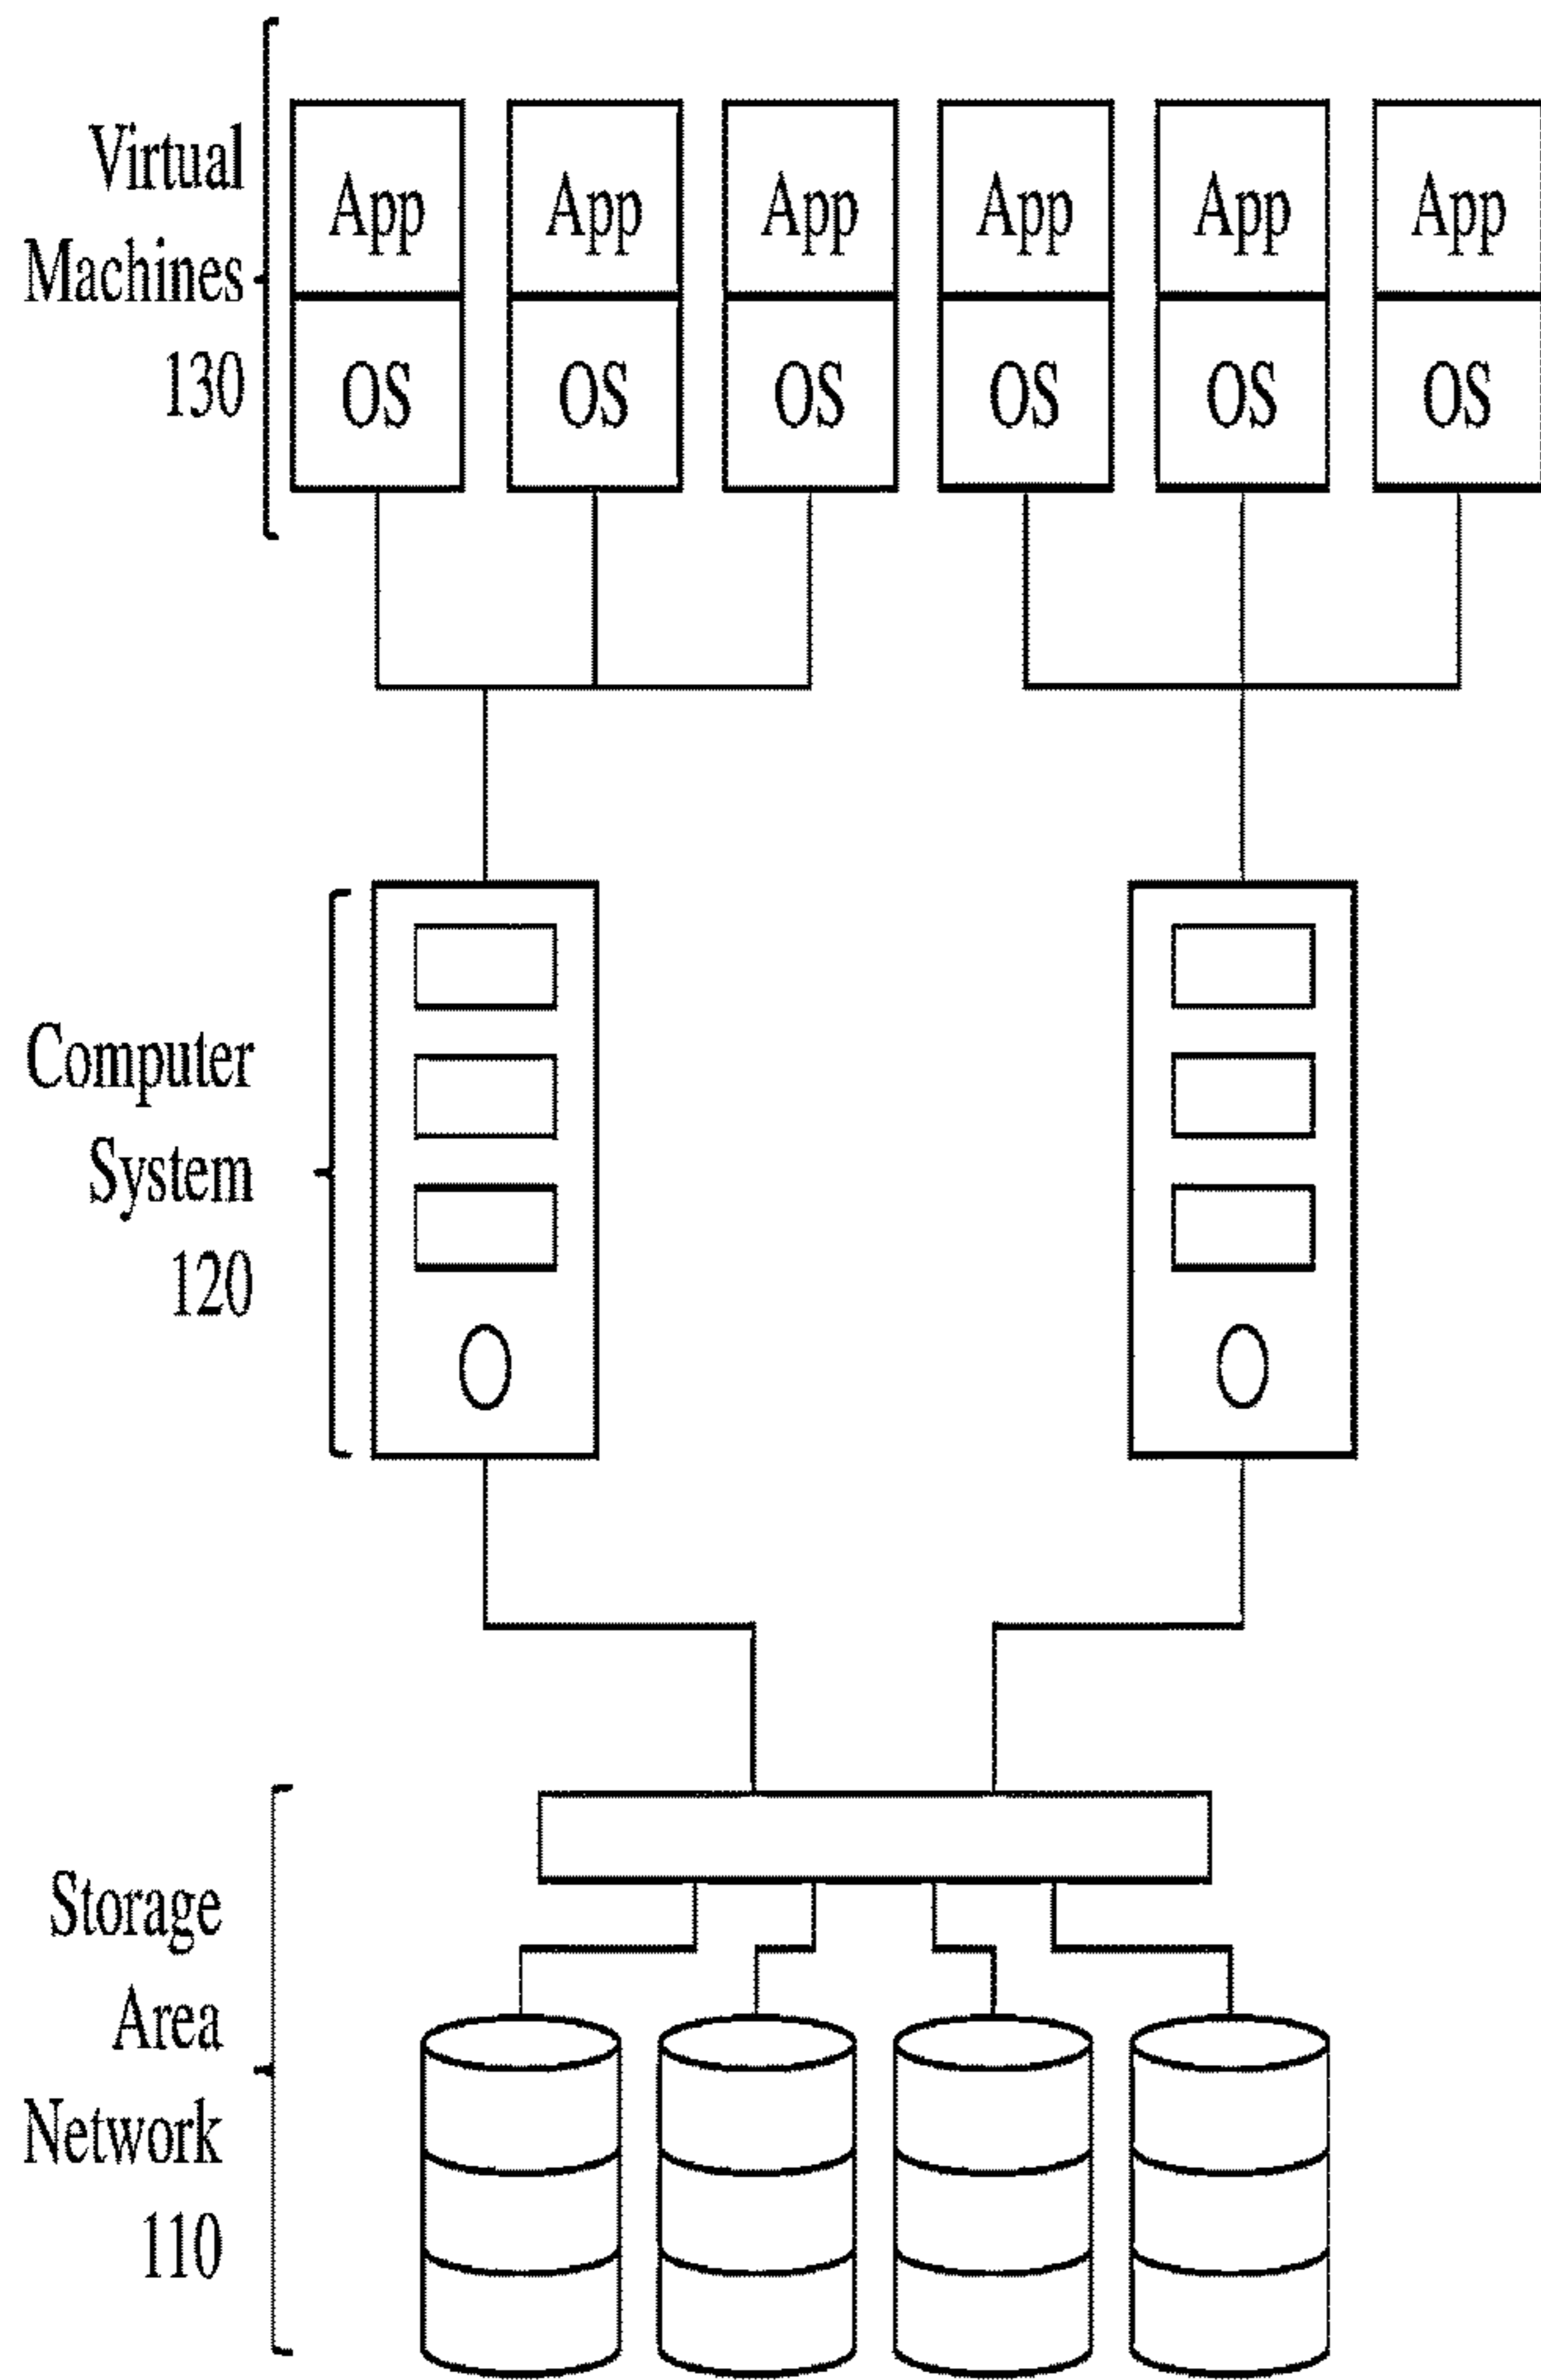 Virtual
Machines
130
App App App App App App
OS OS OS OS OS OS
Computer
System
120
Storage
Area
Network
110